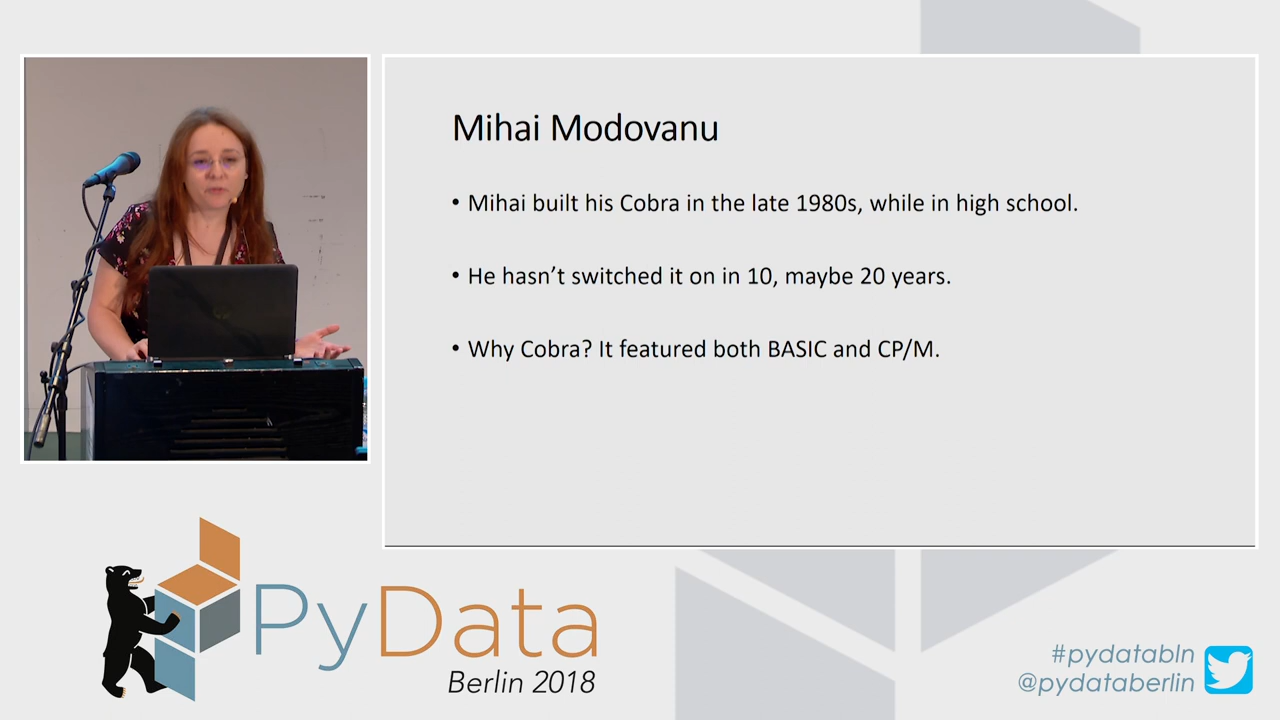 Mihai Modovanu
• Mihai built his Cobra in the late 1980s, while in high school.
• He hasn’t switched it on in 10, maybe 20 years.
• Why Cobra? It featured both BASIC and CP/M.
PyData
Berlin 2018
#pydatabln
@pydataberlin